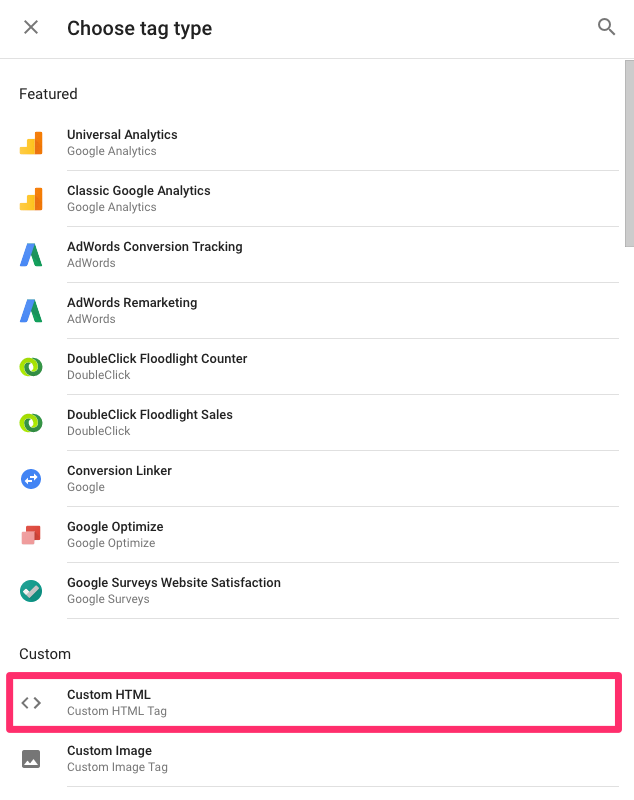 Choose tag type
Featured
Universal Analytics
Google Analytics
Classic Google Analytics
Google Analytics
AdWords Conversion Tracking
AdWords
AdWords Remarketing
AdWords
DoubleClick Floodlight Counter
DoubleClick
DoubleClick Floodlight Sales
DoubleClick
Conversion Linker
Google
Google Optimize
Google Optimize
Google Surveys Website Satisfaction
Google Surveys
Custom
Custom HTML
Custom HTML Tag
Custom Image
Custom Image Tag